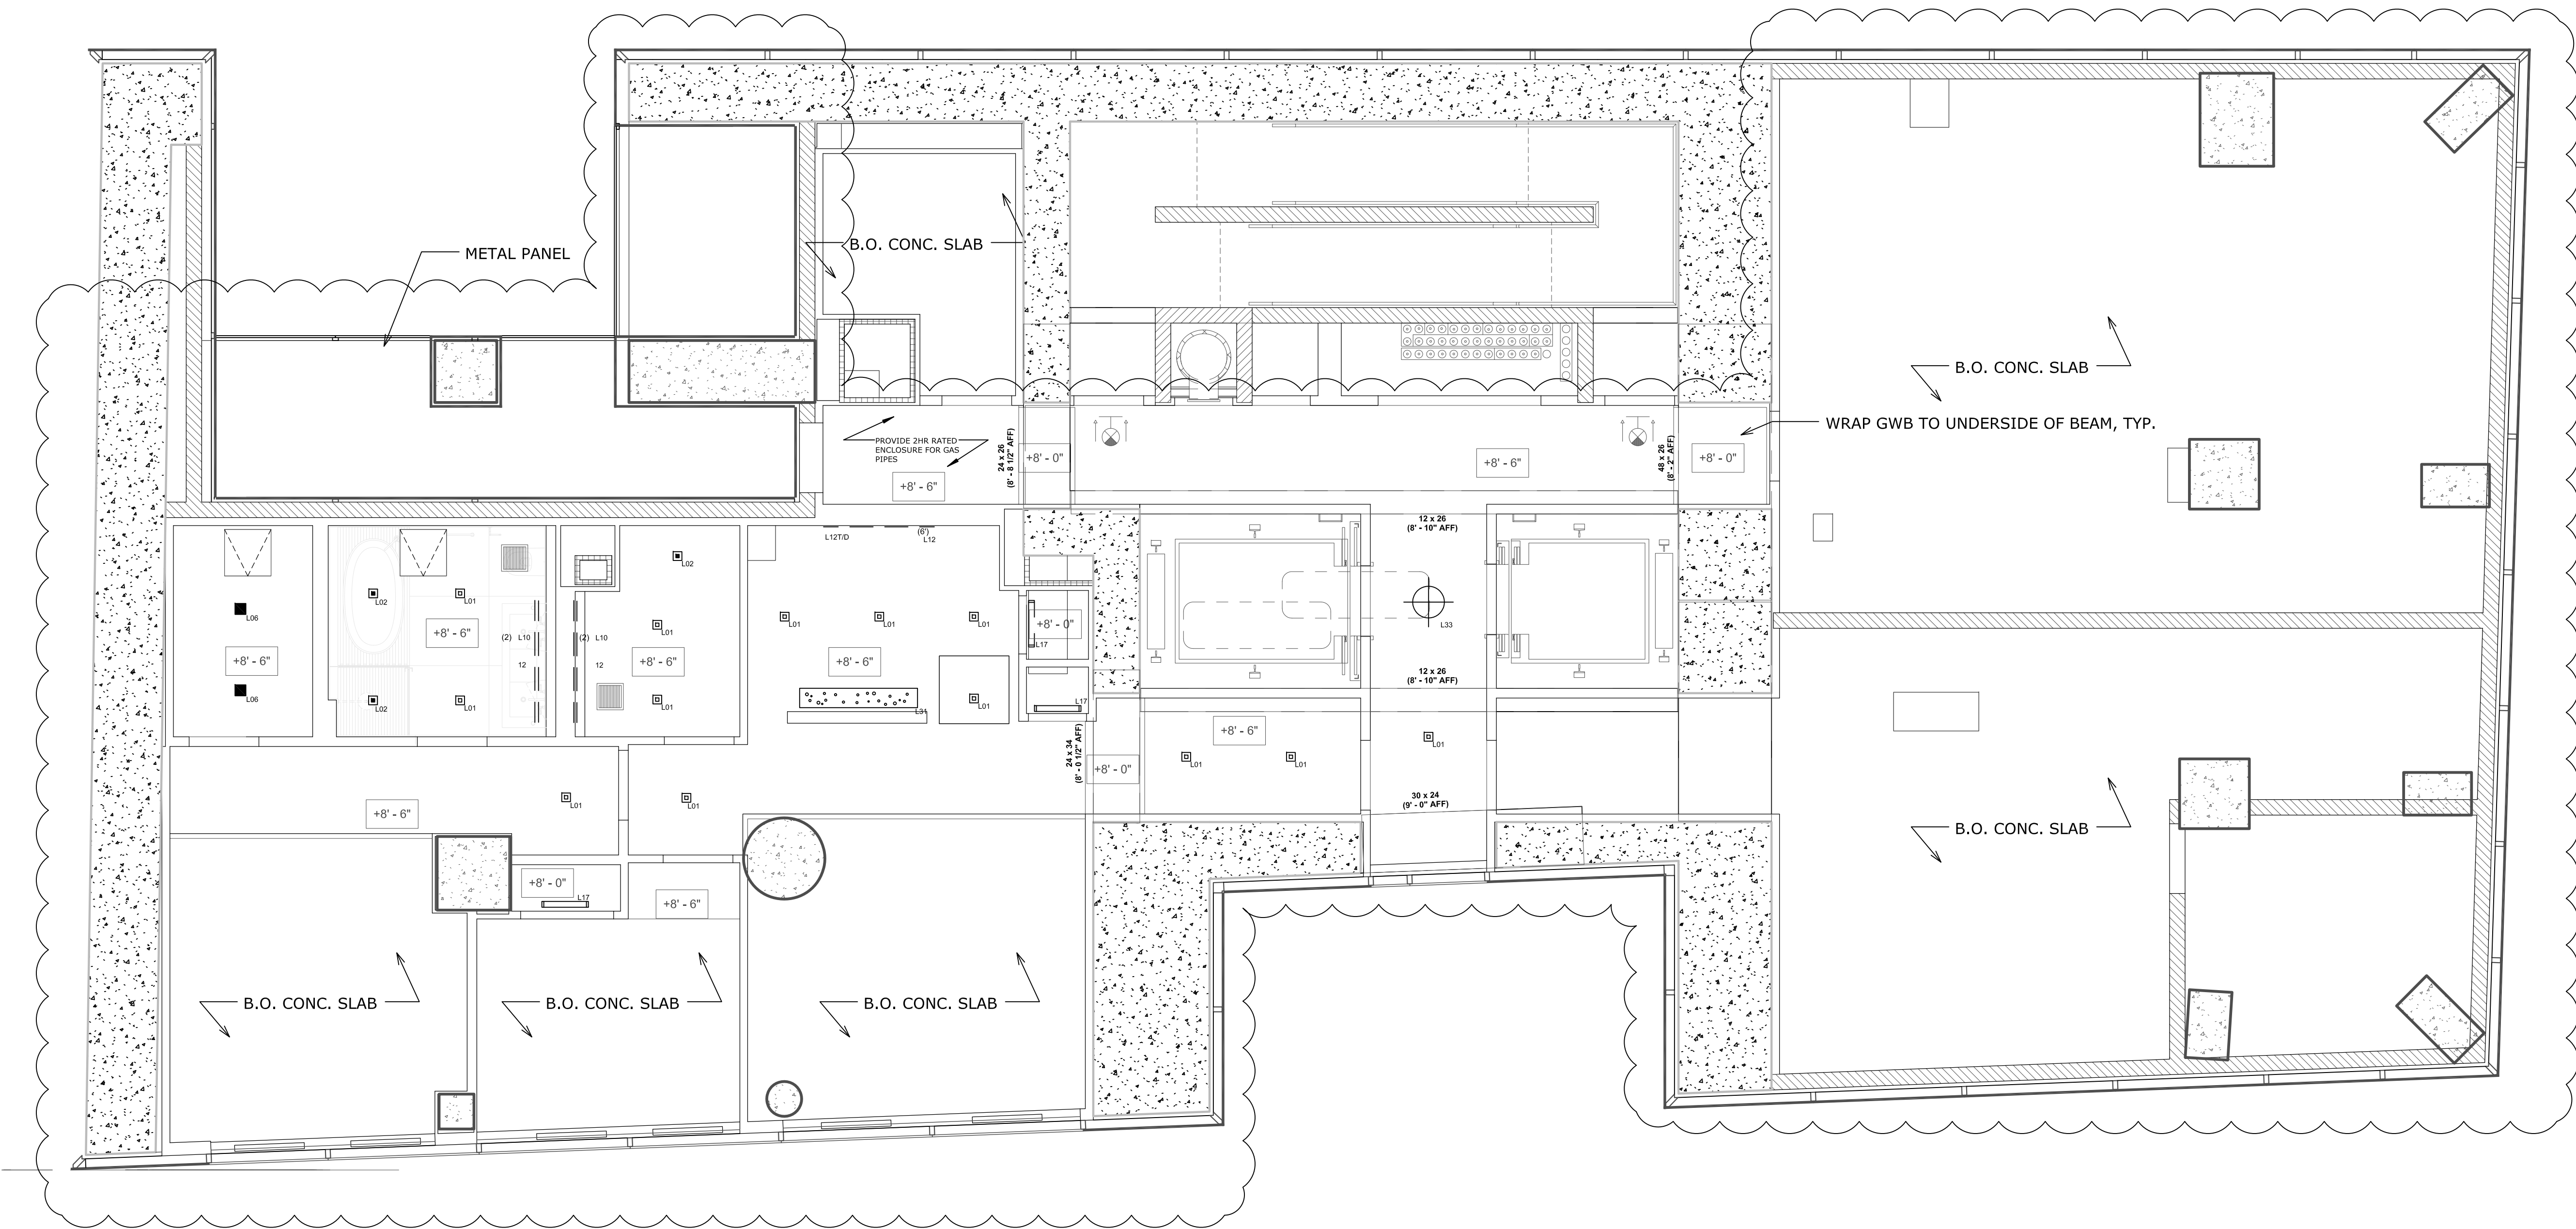 METAL PANEL
B.O. CONC. SLAB
B.O. CONC. SLAB
WRAP GWB TO UNDERSIDE OF BEAM, TYP.
PROVIDE 2HR RATED
ENCLOSURE FOR GAS
PIPES
+8' - 6"
24 x 26
(8' - 8 1/2" AFF)
+8' - 0"
+8' - 6"
48 x 26
(8' - 2" AFF)
+8' - 0"
12 x 26
(8' - 10" AFF)
L12T/D
(6')
L12
L02
L02
L01
L06
+8' - 6"
(2) L10
(2) L10
L01
L01
L01
L01
+8' - 0"
L17
L33
+8' - 6"
12
12
+8' - 6"
+8' - 6"
12 x 26
(8' - 10" AFF)
L06
L02
L01
L01
L31
L01
L17
24 x 34
(8' - 0 1/2" AFF)
+8' - 6"
L01
L01
L01
+8' - 0"
30 x 24
(9' - 0" AFF)
+8' - 6"
L01
L01
B.O. CONC. SLAB
+8' - 0"
L17
+8' - 6"
B.O. CONC. SLAB
B.O. CONC. SLAB
B.O. CONC. SLAB